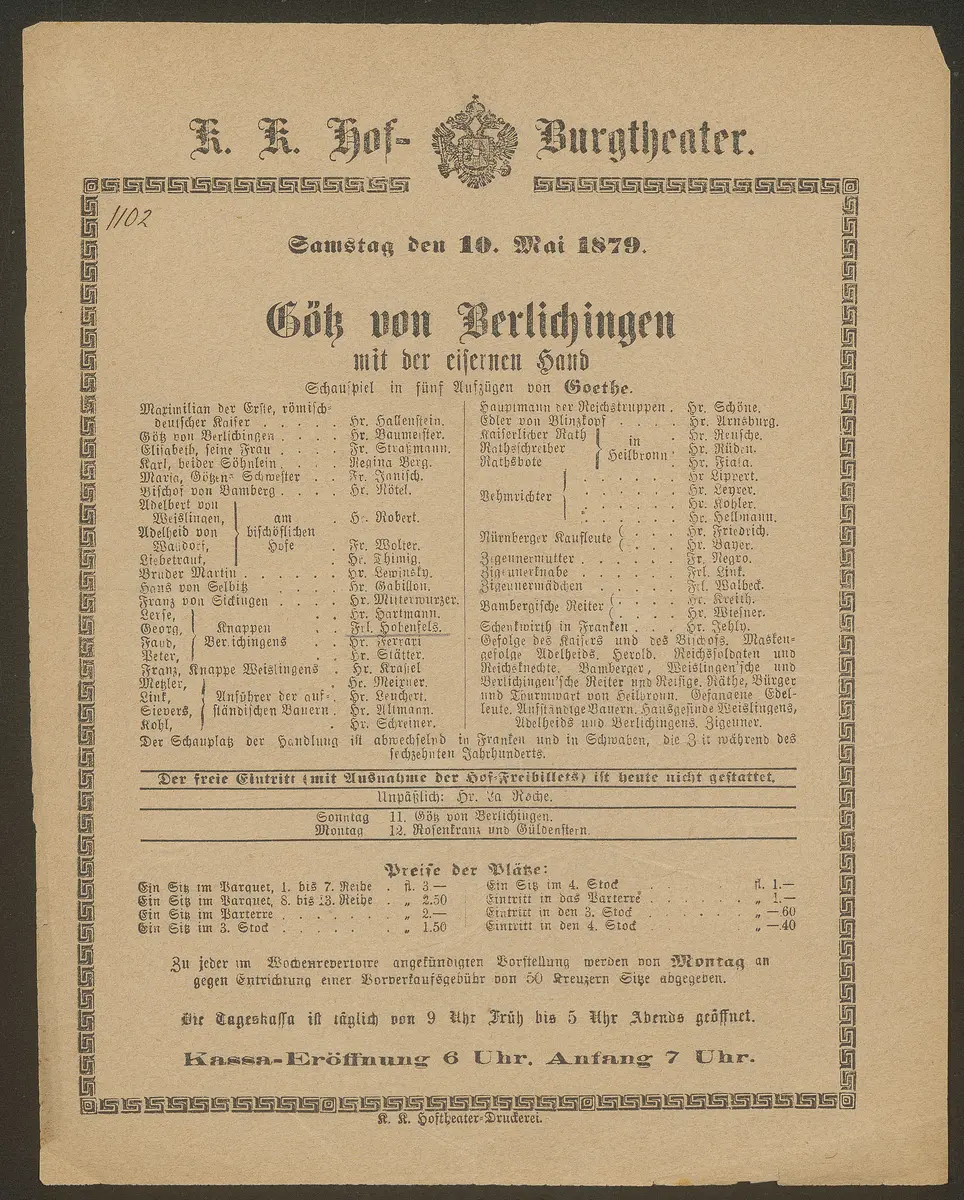 K. K. Hof-Burgtheater.
1102
Samstag den 10. Mai 1879.
Götz von Berlichingen
mit der eisernen Hand
Schauspiel in fünf Aufzügen von Goethe.
Maximilian der Erste, römisch-
deutscher Kaiser . . . . . Hr. Hallenstein.
Götz von Berlichingen . . . . Hr. Baumeister.
Elisabeth, seine Frau . . . . Fr. Straßmann.
Karl, beider Söhnlein . . . . Regina Berg.
Maria, Götzens Schwester . . Fr. Janisch.
Bischof von Bamberg . . . . Hr. Nötel.
Adelbert von
Weislingen, . Hr. Robert.
Adelheid von
Walldorf, . Fr. Wolter.
Liebetraut, . Hr. Thimig.
am
bischöflichen
Hofe
Bruder Martin . . . . . . Hr. Lewinsky.
Hans von Selbitz . . . . . Hr. Gabillon.
Franz von Sickingen . . . . Hr. Mitterwurzer.
Lerse, . . Hr. Hartmann.
Georg, Knappen . . Frl. Hohenfels.
Faud, Berlichingens . . Hr. Ferrari.
Peter, . . Hr. Stätter.
Franz, Knappe Weislingens . . Hr. Krastel.
Metzler, . Hr. Meixner.
Link, Anführer der auf- . Hr. Leuchert.
Sievers, ständischen Bauern . Hr. Altmann.
Kohl, . Hr. Schreiner.
Hauptmann der Reichstruppen . Hr. Schöne.
Edler von Blinzkopf . . . . Hr. Arnsburg.
Kaiserlicher Rath . Hr. Reusche.
Rathsschreiber . Hr. Rüden.
Rathsbote . Hr. Fiala.
in
Heilbronn
Vehmrichter
. . . . . . Hr. Lippert.
. . . . . . Hr. Leyrer.
. . . . . . Hr. Kohler.
. . . . . . Hr. Hellmann.
Nürnberger Kaufleute
. . . Hr. Friedrich.
. . . Hr. Bayer.
Zigeunermutter . . . . . . Fr. Negro.
Zigeunerknabe . . . . . . Frl. Link.
Zigeunermädchen . . . . . Frl. Walbeck.
Bambergische Reiter
. . . . Hr. Kreith.
. . . . Hr. Wiesner.
Schenkwirth in Franken . . . Hr. Jehly.
Gefolge des Kaisers und des Bischofs. Masken-
gefolge Adelheids. Herold. Reichssoldaten und
Reichsknechte. Bamberger, Weislingen'sche und
Berlichingen'sche Reiter und Reisige. Räthe, Bürger
und Thurmwart von Heilbronn. Gefangene Edel-
leute. Aufständige Bauern. Hausgesinde Weislingens,
Adelheids und Berlichingens. Zigeuner.
Der Schauplatz der Handlung ist abwechselnd in Franken und in Schwaben, die Zeit während des
sechzehnten Jahrhunderts.
Der freie Eintritt (mit Ausnahme der Hof-Freibillets) ist heute nicht gestattet.
Unpäßlich: Hr. La Roche.
Sonntag 11. Götz von Berlichingen.
Montag 12. Rosenkranz und Güldenstern.
Preise der Plätze:
Ein Sitz im Parquet, 1. bis 7. Reihe . fl. 3.—
Ein Sitz im Parquet, 8. bis 13. Reihe . „ 2.50
Ein Sitz im Parterre . . . . . „ 2.—
Ein Sitz im 3. Stock . . . . . „ 1.50
Ein Sitz im 4. Stock . . . . fl. 1.—
Eintritt in das Parterre . . . . „ 1.—
Eintritt in den 3. Stock . . . . „ —.60
Eintritt in den 4. Stock . . . . „ —.40
Zu jeder im Wochenrepertoire angekündigten Vorstellung werden von Montag an
gegen Entrichtung einer Vorverkaufsgebühr von 50 Kreuzern Sitze abgegeben.
Die Tageskassa ist täglich von 9 Uhr Früh bis 5 Uhr Abends geöffnet.
Kassa-Eröffnung 6 Uhr. Anfang 7 Uhr.
K. K. Hoftheater-Druckerei.